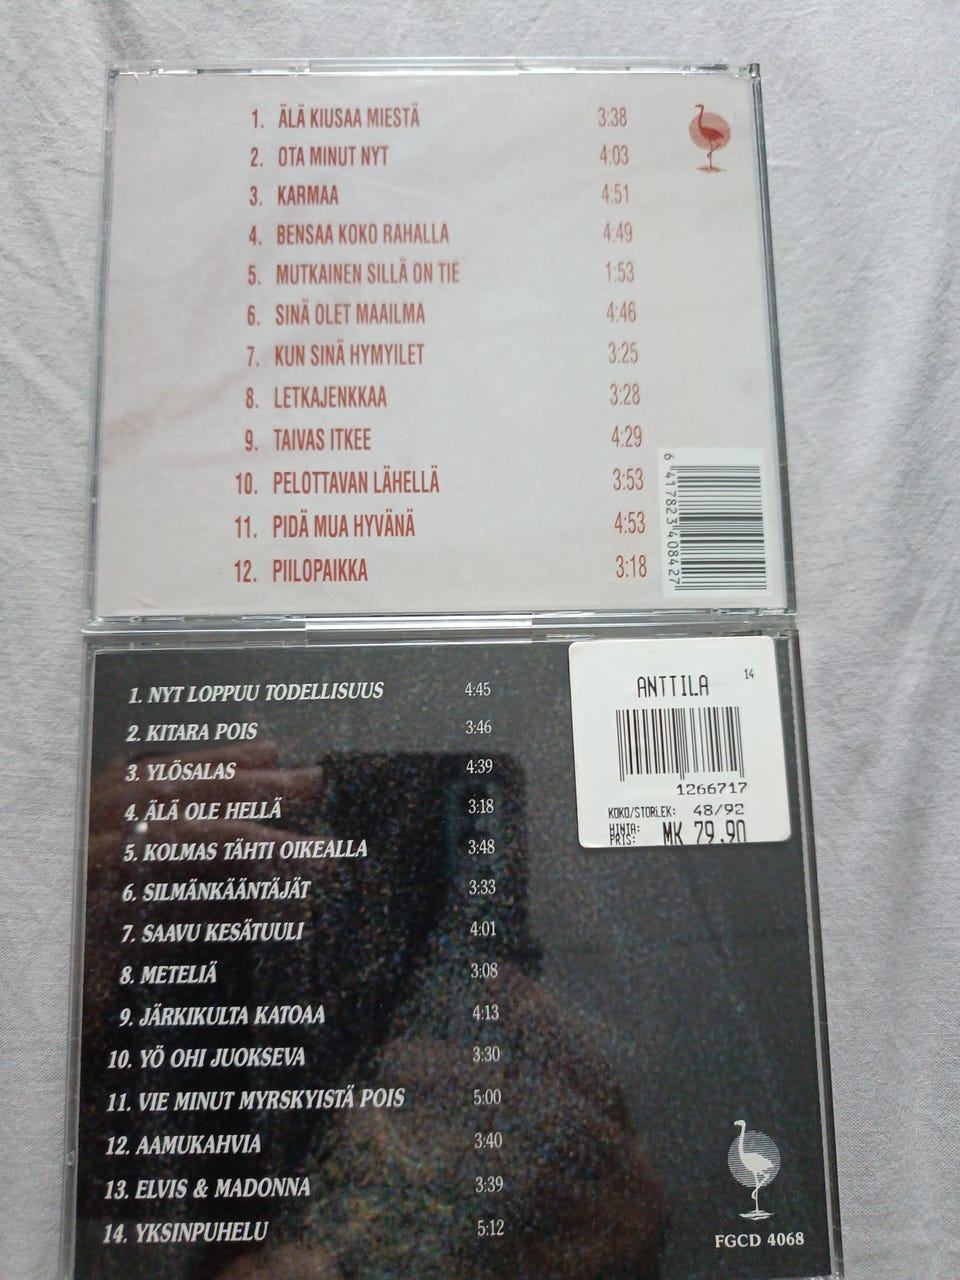 1. ÄLÄ KIUSAA MIESTÄ 3:38
2. OTA MINUT NYT 4:03
3. KARMAA 4:51
4. BENSAA KOKO RAHALLA 4:49
5. MUTKAINEN SILLÄ ON TIE 1:53
6. SINÄ OLET MAAILMA 4:46
7. KUN SINÄ HYMYILET 3:25
8. LETKAJENKKAA 3:28
9. TAIVAS ITKEE 4:29
10. PELOTTAVAN LÄHELLÄ 3:53
11. PIDÄ MUA HYVÄNÄ 4:53
12. PIILOPAIKKA 3:18
6 417823 408427
1. NYT LOPPUU TODELLISUUS 4:45
2. KITARA POIS 3:46
3. YLÖSALAS 4:39
4. ÄLÄ OLE HELLÄ 3:18
5. KOLMAS TÄHTI OIKEALLA 3:48
6. SILMÄNKÄÄNTÄJÄT 3:33
7. SAAVU KESÄTUULI 4:01
8. METELIÄ 3:08
9. JÄRKIKULTA KATOAA 4:13
10. YÖ OHI JUOKSEVA 3:30
11. VIE MINUT MYRSKYISTÄ POIS 5:00
12. AAMUKAHVIA 3:40
13. ELVIS & MADONNA 3:39
14. YKSINPUHELU 5:12
14
ANTTILA
1266717
KOKO/STORLEK: 48/92
HINTA:
PRIS: MK 79.90
FGCD 4068